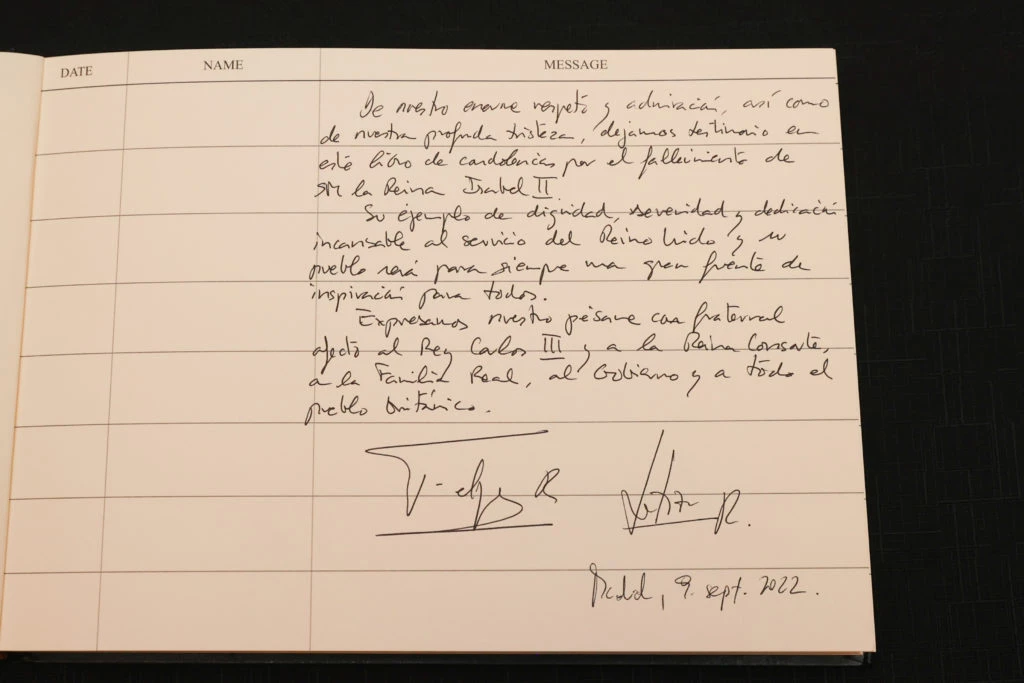 DATE NAME MESSAGE
De nuestro enorme respeto y admiración, así como
de nuestra profunda tristeza, dejamos testimonio en
este libro de condolencias por el fallecimiento de
SM la Reina Isabel II
Su ejemplo de dignidad, severidad y dedicación
incansable al servicio del Reino Unido y su
pueblo será para siempre una gran fuente de
inspiración para todos.
Expresamos nuestro pésame con fraternal
afecto al Rey Carlos III y a la Reina Consorte,
a la Familia Real, al Gobierno y a todo el
pueblo británico.
Felipe R Letizia R.
Madrid, 9. sept. 2022.